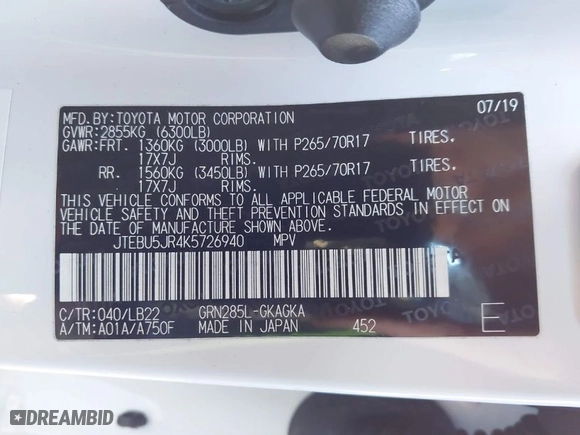 MFD.BY:TOYOTA MOTOR CORPORATION 07/19
GVWR:2855KG (6300LB)
GAWR:FRT. 1360KG (3000LB) WITH P265/70R17 TIRES.
17X7J RIMS.
RR. 1560KG (3450LB) WITH P265/70R17 TIRES.
17X7J RIMS.
THIS VEHICLE CONFORMS TO ALL APPLICABLE FEDERAL MOTOR
VEHICLE SAFETY AND THEFT PREVENTION STANDARDS IN EFFECT ON
THE DATE OF MANUFACTURE SHOWN ABOVE.
JTEBU5JR4K5726940 MPV
C/TR:040/LB22 GRN285L-GKAGKA
A/TM:A01A/A750F MADE IN JAPAN 452 E
DREAMBID